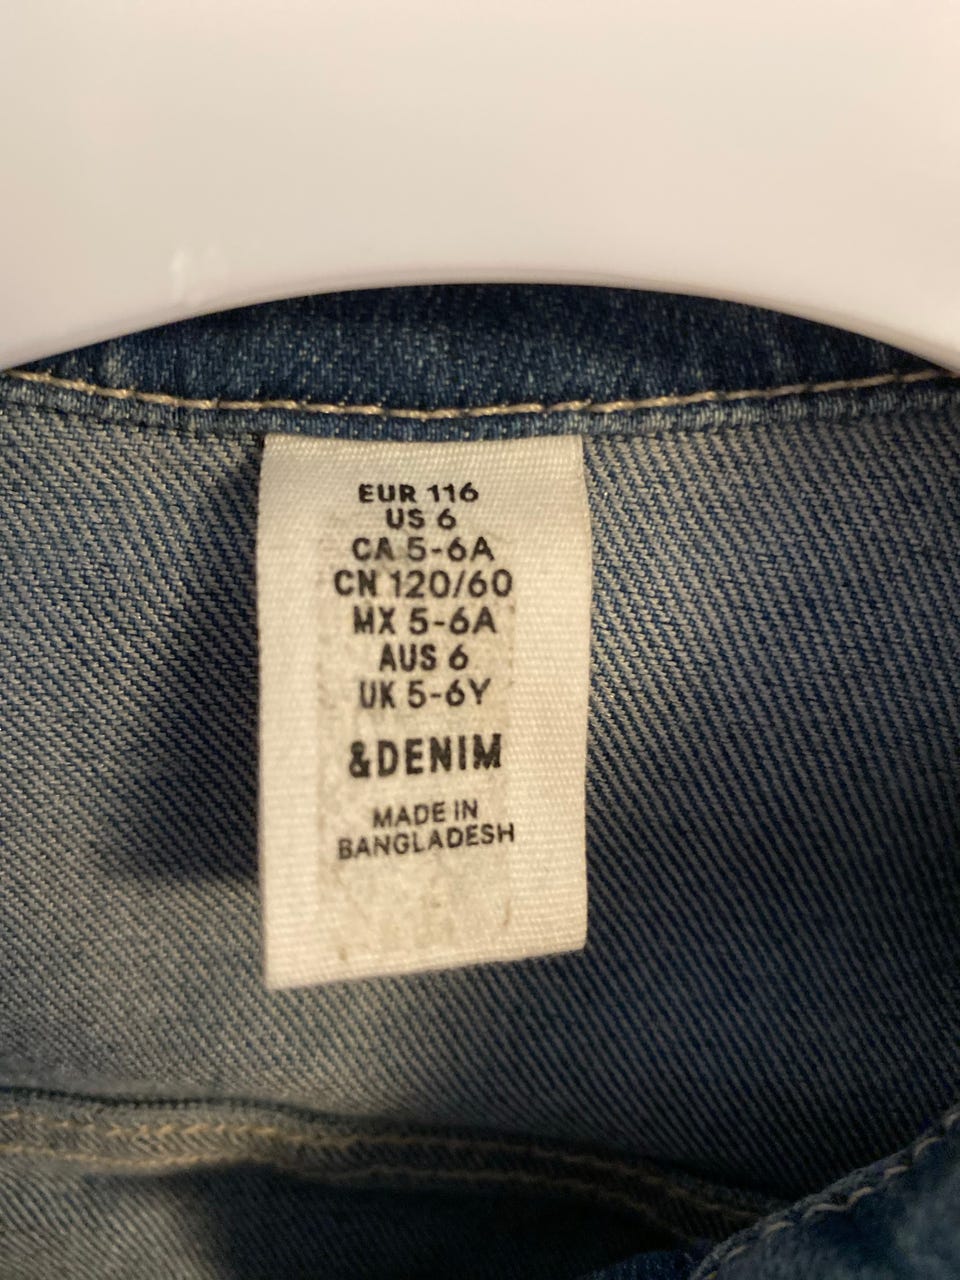 EUR 116
US 6
CA 5-6A
CN 120/60
MX 5-6A
AUS 6
UK 5-6Y
&DENIM
MADE IN
BANGLADESH